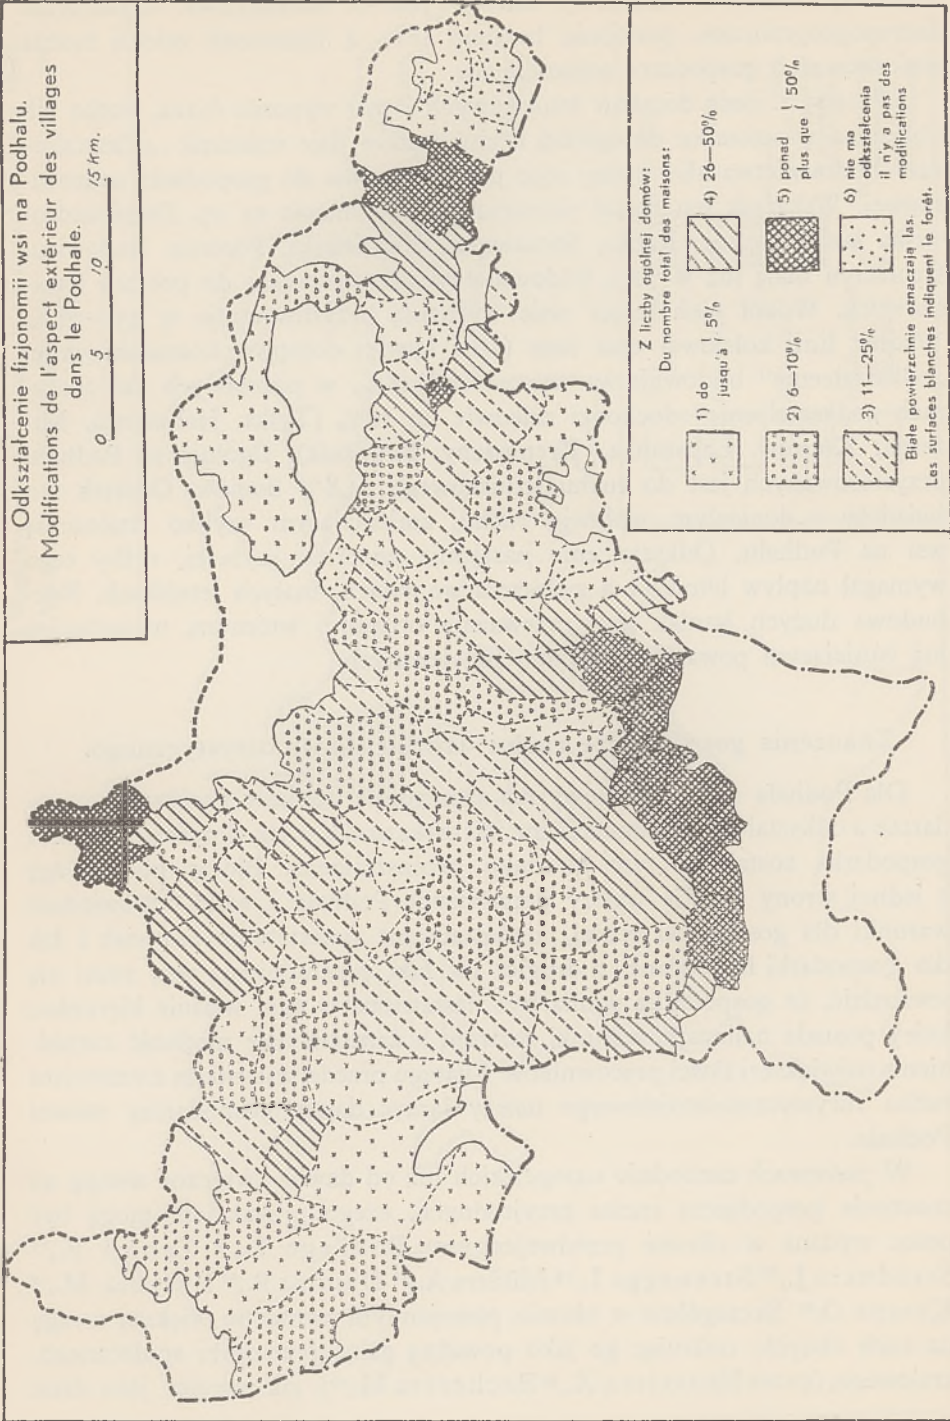 Odkształcenie fizjonomii wsi na Podhalu.
Modifications de l'aspect extérieur des villages
dans le Podhale.
0 5 10 15 km.
Z liczby ogólnej domów:
Du nombre total des maisons:
1) do
jusqu'à } 5%
2) 6—10%
3) 11—25%
4) 26—50%
5) ponad
plus que } 50%
6) nie ma
odkształcenia
il n'y a pas des
modifications
Białe powierzchnie oznaczają las.
Les surfaces blanches indiquent le forêt.